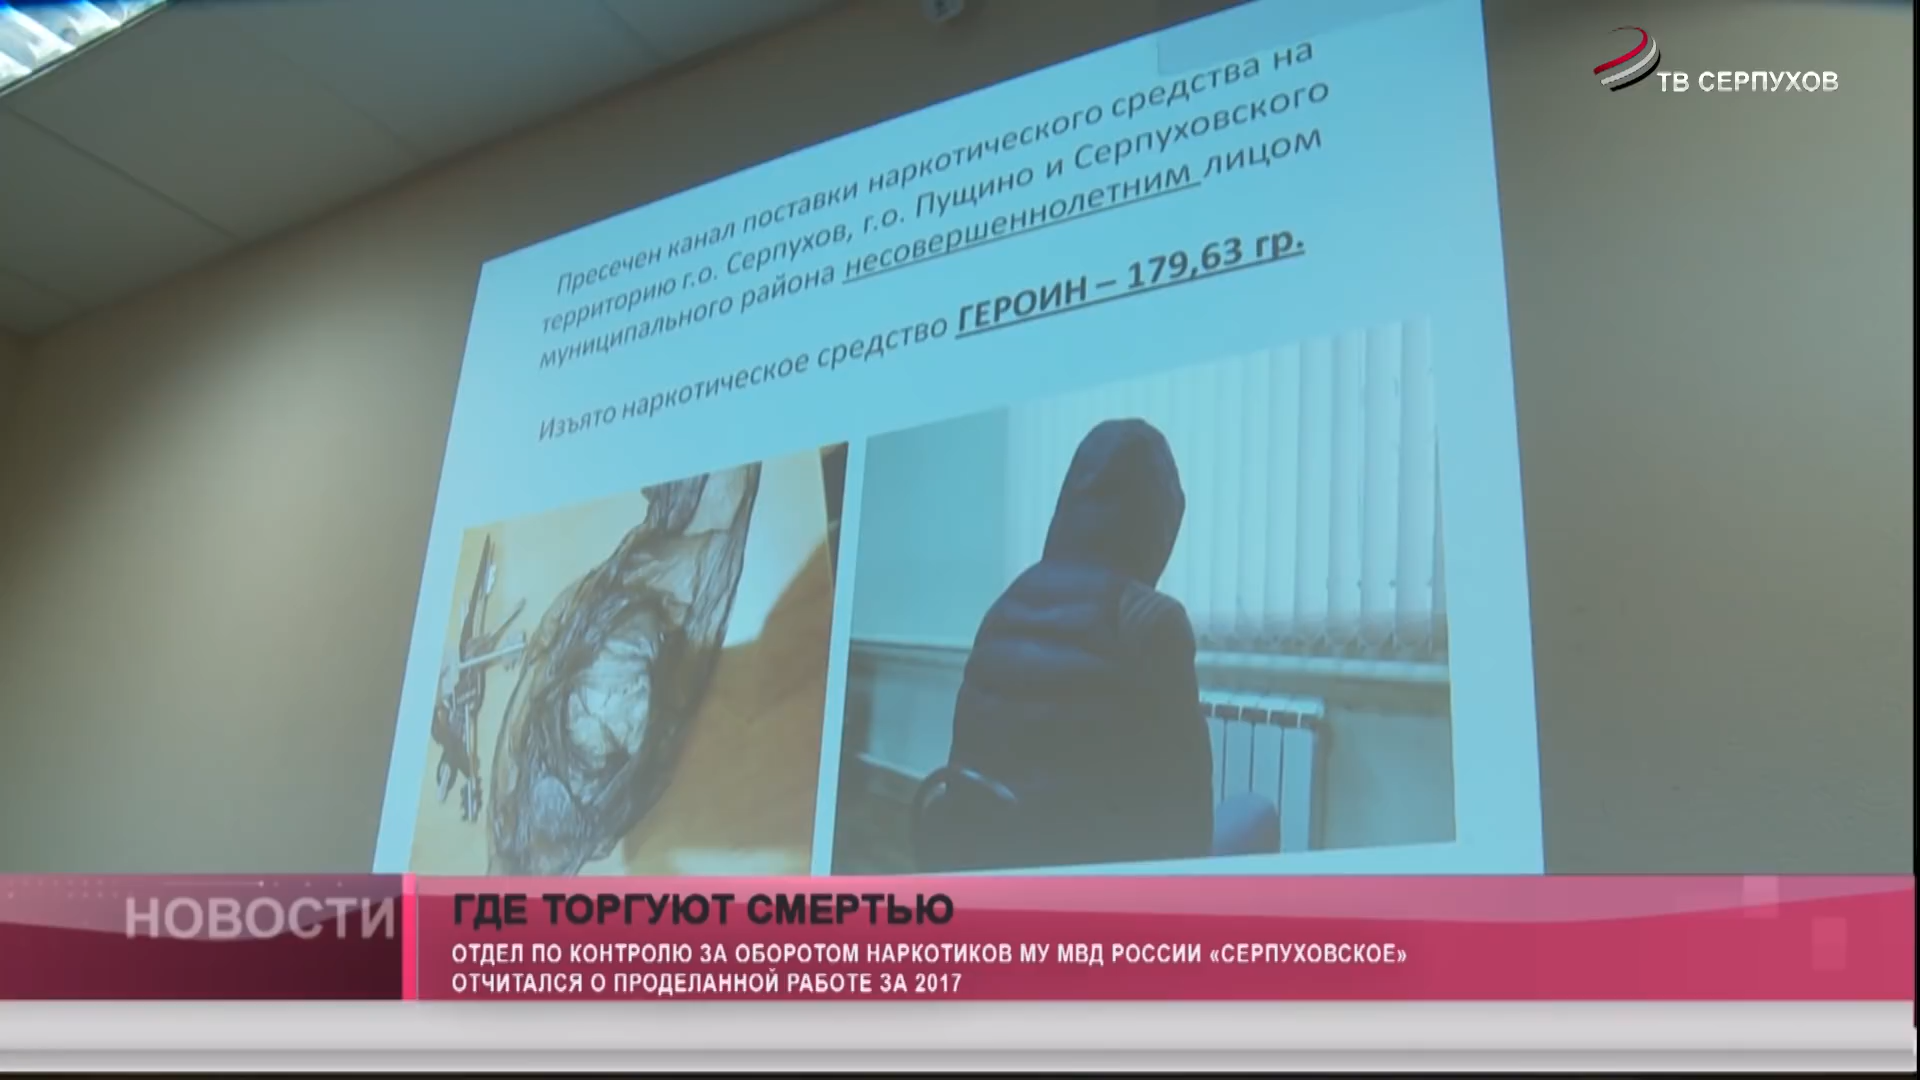 ТВ СЕРПУХОВ
Пресечен канал поставки наркотического средства на
территорию г.о. Серпухов, г.о. Пущино и Серпуховского
муниципального района несовершеннолетним лицом
Изъято наркотическое средство ГЕРОИН – 179,63 гр.
НОВОСТИ
ГДЕ ТОРГУЮТ СМЕРТЬЮ
ОТДЕЛ ПО КОНТРОЛЮ ЗА ОБОРОТОМ НАРКОТИКОВ МУ МВД РОССИИ «СЕРПУХОВСКОЕ»
ОТЧИТАЛСЯ О ПРОДЕЛАННОЙ РАБОТЕ ЗА 2017